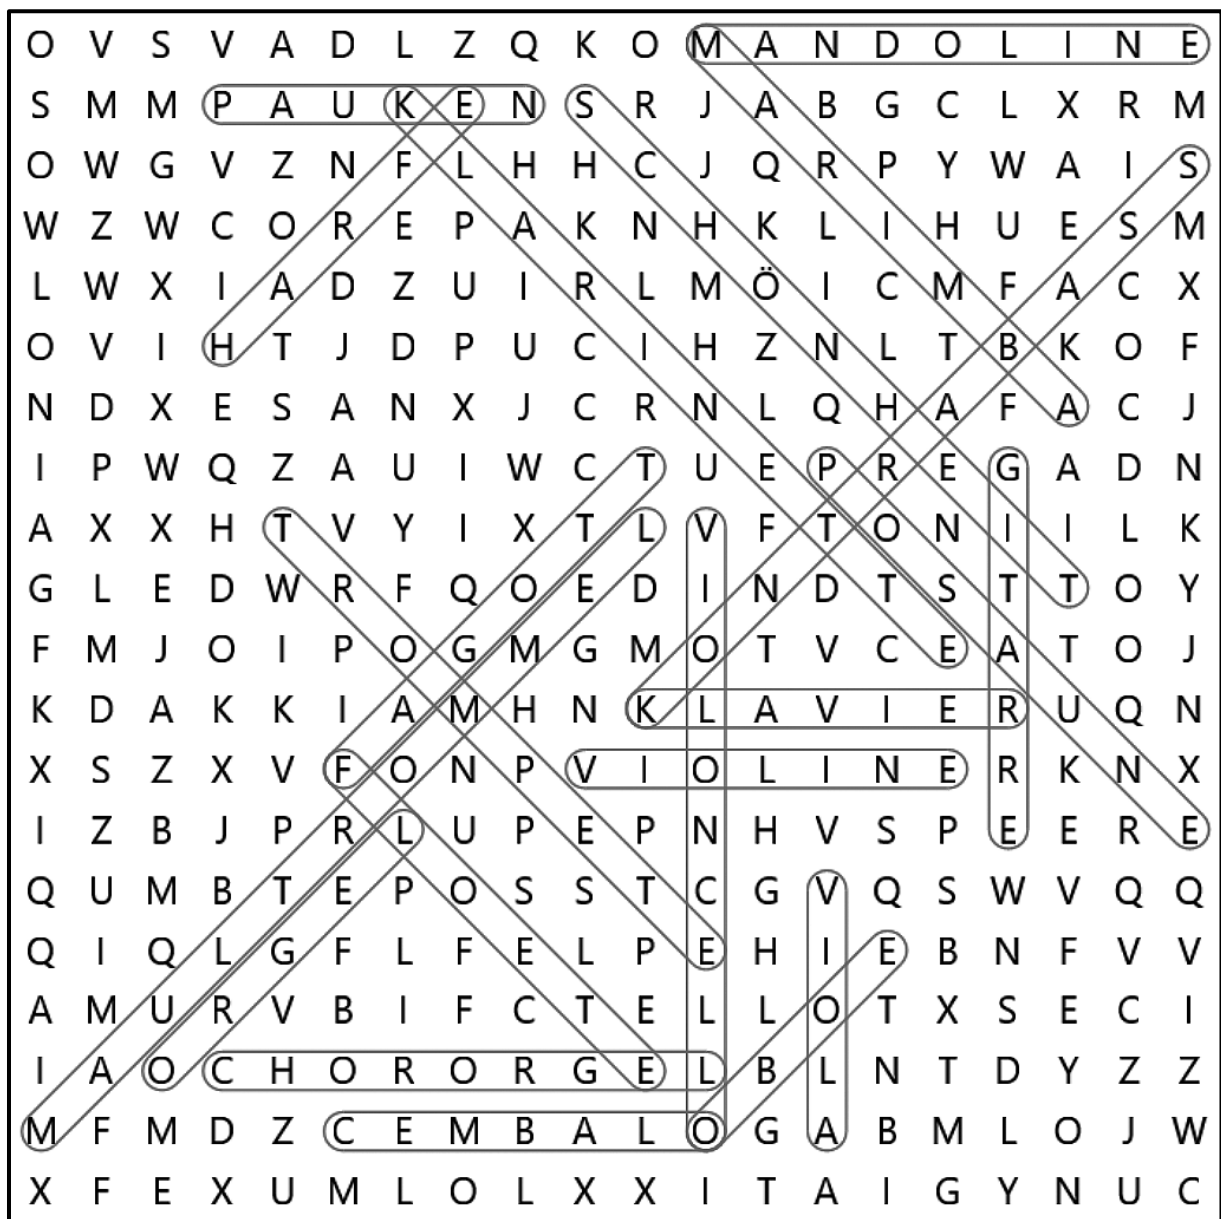 O V S V A D L Z Q K O M A N D O L I N E
S M M P A U K E N S R J A B G C L X R M
O W G V Z N F L H H C J Q R P Y W A I S
W Z W C O R E P A K N H K L I H U E S M
L W X I A D Z U I R L M Ö I C M F A C X
O V I H T J D P U C I H Z N L T B K O F
N D X E S A N X J C R N L Q H A F A C J
I P W Q Z A U I W C T U E P R E G A D N
A X X H T V Y I X T L V F T O N I I L K
G L E D W R F Q O E D I N D T S T T O Y
F M J O I P O G M G M O T V C E A T O J
K D A K K I A M H N K L A V I E R U Q N
X S Z X V F O N P V I O L I N E R K N X
I Z B J P R L U P E P N H V S P E E R E
Q U M B T E P O S S T C G V Q S W V Q Q
Q I Q L G F L F E L P E H I E B N F V V
A M U R V B I F C T E L L O T X S E C I
I A O C H O R O R G E L B L N T D Y Z Z
M F M D Z C E M B A L O G A B M L O J W
X F E X U M L O L X X I T A I G Y N U C